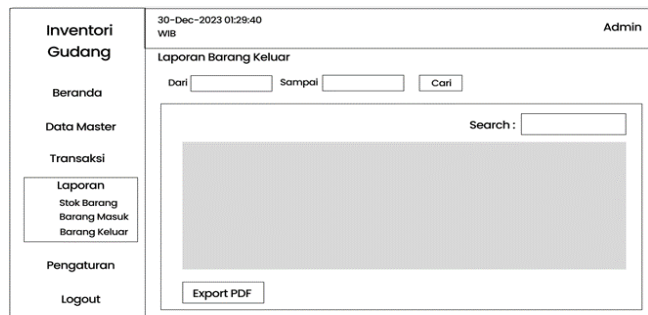 Inventori
Gudang
Beranda
Data Master
Transaksi
Laporan
Stok Barang
Barang Masuk
Barang Keluar
Pengaturan
Logout
30-Dec-2023 01:29:40
WIB
Admin
Laporan Barang Keluar
Dari Sampai Cari
Search :
Export PDF